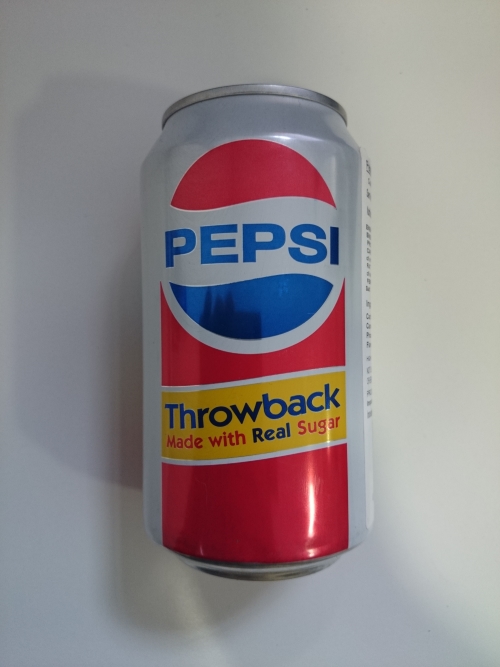 PEPSI
Throwback
Made with Real Sugar